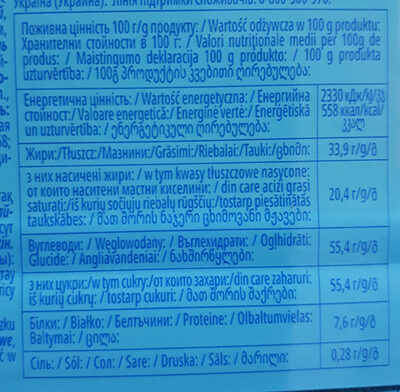 Україна (Україна). Лінія підтримки споживачів: 0 800 300 570.
Поживна цінність 100 г/g продукту: / Wartość odżywcza w 100 g produktu:
Хранителни стойности в 100 г: / Valori nutriționale medii per 100g de
produs: / Maistingumo deklaracija 100 g produkto: / 100 g produkta
uzturvērtība: / 100გ პროდუქტის კვებითი ღირებულება:
Енергетична цінність: / Wartość energetyczna: / Енергийна
стойност:/ Valoare energetică:/ Energinė vertė:/ Enerģētiskā
un uzturvērtība: / ენერგეტიკული ღირებულება:
2330 кДж/kJ/კჯ
558 ккал/kcal/
კკალ
Жири:/Tłuszcz:/Мазнини:/Grăsimi:/Riebalai:/Tauki:/ცხიმი:
33,9 г/g/გ
з них насичені жири: / w tym kwasy tłuszczowe nasycone:
от които наситени мастни киселини: / din care acizi grași
saturați:/iš kurių sočiųjų riebalų rūgščių:/tostarp piesātinātās
taukskābes: / მათ შორის ნაჯერი ცხიმოვანი მჟავები:
20,4 г/g/გ
Вуглеводи: / Węglowodany: / Въглехидрати: / Oglhidrāti:
Glucide: / Angliavandeniai: / ნახშირწყლები:
55,4 г/g/გ
з них цукри:/w tym cukry:/от които захари:/din care zaharuri:
iš kurių cukrų: / tostarp cukuri: / მათ შორის შაქრები:
55,4 г/g/გ
Білки: / Białko: / Белтъчини: / Proteine: / Olbaltumvielas:
Baltymai: / ცილა:
7,6 г/g/გ
Сіль: / Sól: / Сол: / Sare: / Druska: / Sāls: / მარილი:
0,28 г/g/გ